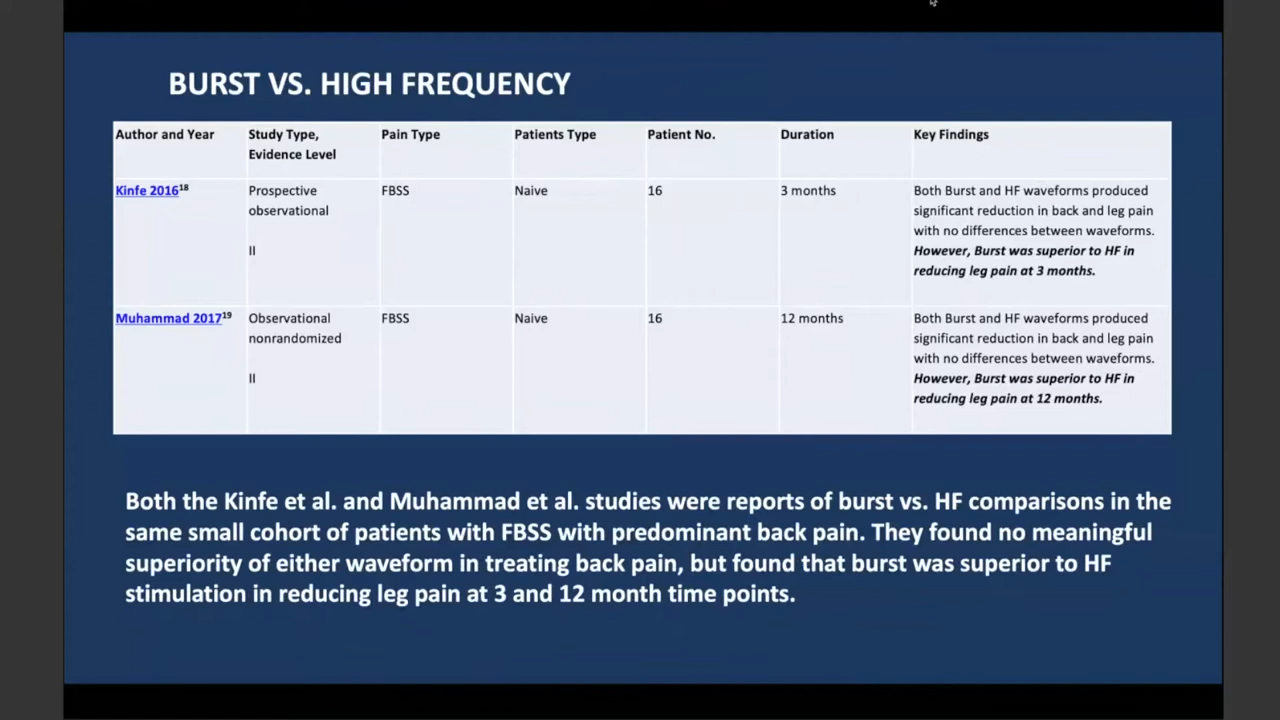 BURST VS. HIGH FREQUENCY
Author and Year
Study Type,
Evidence Level
Pain Type
Patients Type
Patient No.
Duration
Key Findings
Kinfe 2016¹⁸
Prospective
observational
II
FBSS
Naive
16
3 months
Both Burst and HF waveforms produced
significant reduction in back and leg pain
with no differences between waveforms.
However, Burst was superior to HF in
reducing leg pain at 3 months.
Muhammad 2017¹⁹
Observational
nonrandomized
II
FBSS
Naive
16
12 months
Both Burst and HF waveforms produced
significant reduction in back and leg pain
with no differences between waveforms.
However, Burst was superior to HF in
reducing leg pain at 12 months.
Both the Kinfe et al. and Muhammad et al. studies were reports of burst vs. HF comparisons in the
same small cohort of patients with FBSS with predominant back pain. They found no meaningful
superiority of either waveform in treating back pain, but found that burst was superior to HF
stimulation in reducing leg pain at 3 and 12 month time points.